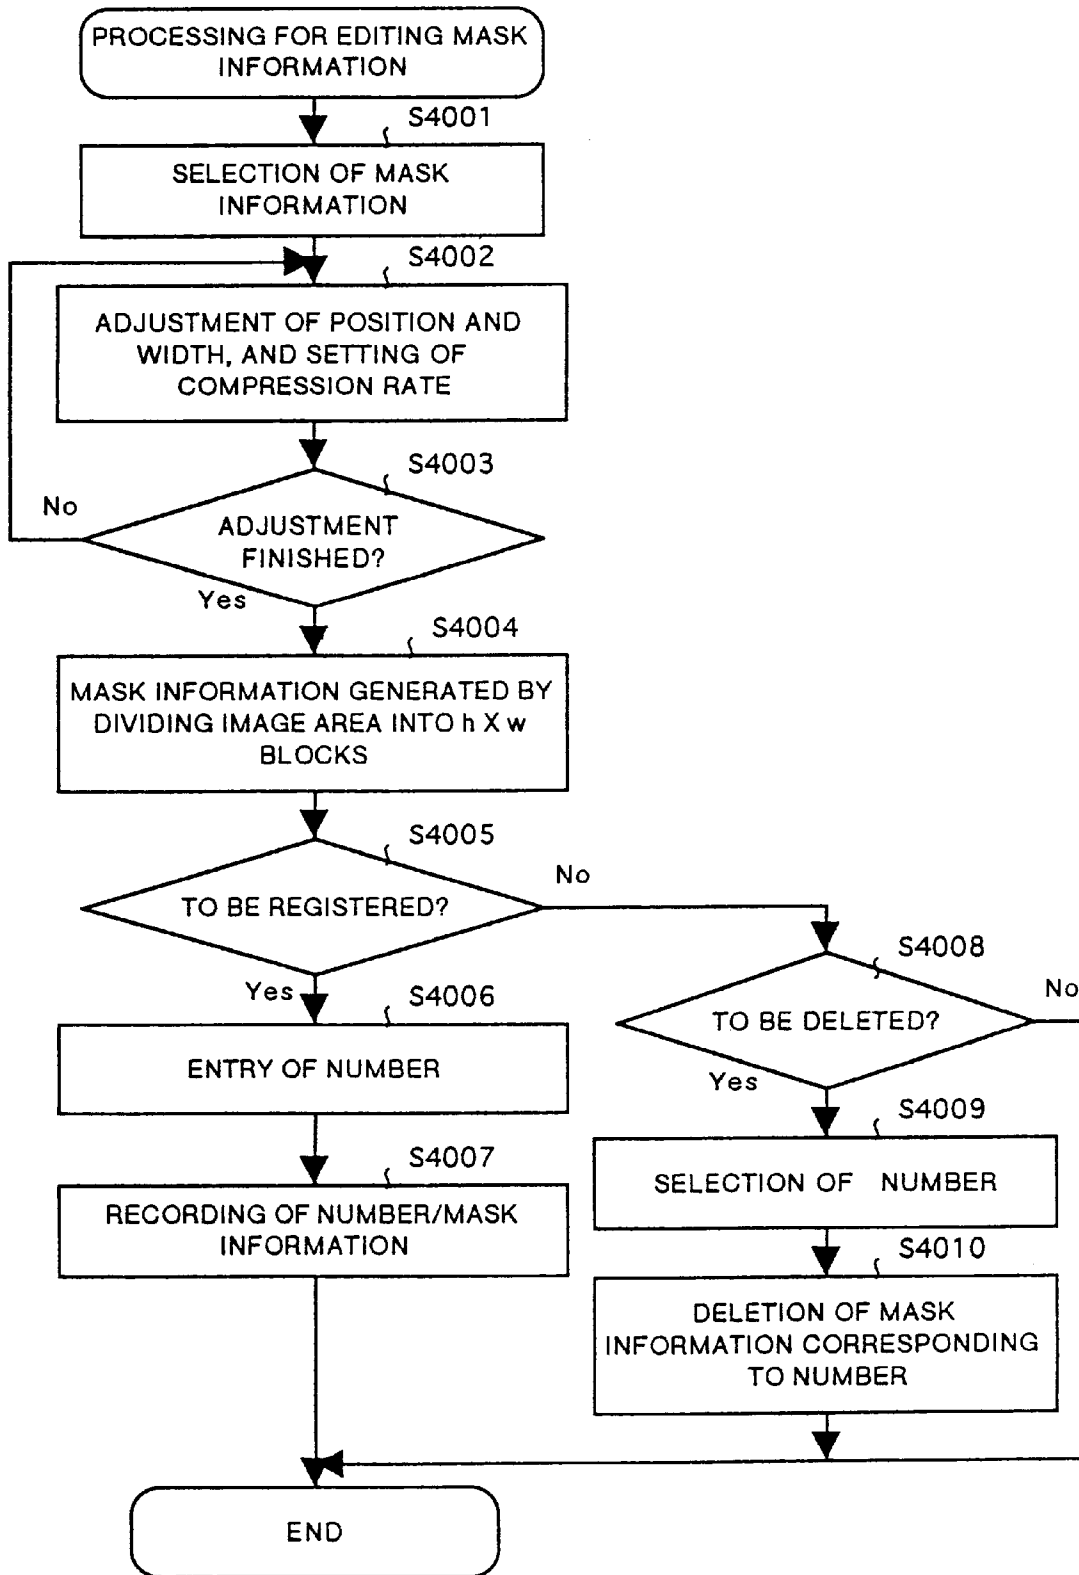 PROCESSING FOR EDITING MASK
INFORMATION
S4001
SELECTION OF MASK
INFORMATION
S4002
ADJUSTMENT OF POSITION AND
WIDTH, AND SETTING OF
COMPRESSION RATE
S4003
No
ADJUSTMENT
FINISHED?
Yes
S4004
MASK INFORMATION GENERATED BY
DIVIDING IMAGE AREA INTO h X w
BLOCKS
S4005
No
TO BE REGISTERED?
Yes
S4006
ENTRY OF NUMBER
S4007
RECORDING OF NUMBER/MASK
INFORMATION
S4008
No
TO BE DELETED?
Yes
S4009
SELECTION OF NUMBER
S4010
DELETION OF MASK
INFORMATION CORRESPONDING
TO NUMBER
END